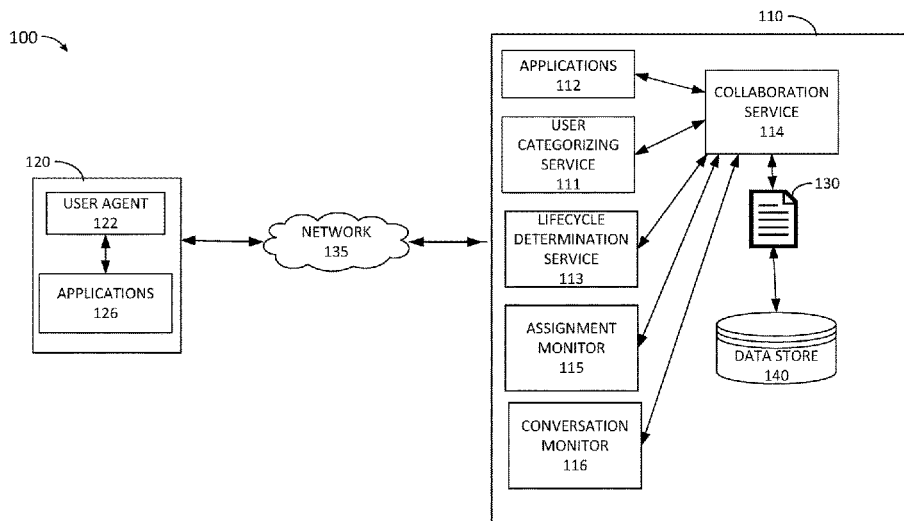 100
110
APPLICATIONS
112
COLLABORATION
SERVICE
114
USER
CATEGORIZING
SERVICE
111
120
USER AGENT
122
APPLICATIONS
126
NETWORK
135
130
LIFECYCLE
DETERMINATION
SERVICE
113
ASSIGNMENT
MONITOR
115
DATA STORE
140
CONVERSATION
MONITOR
116